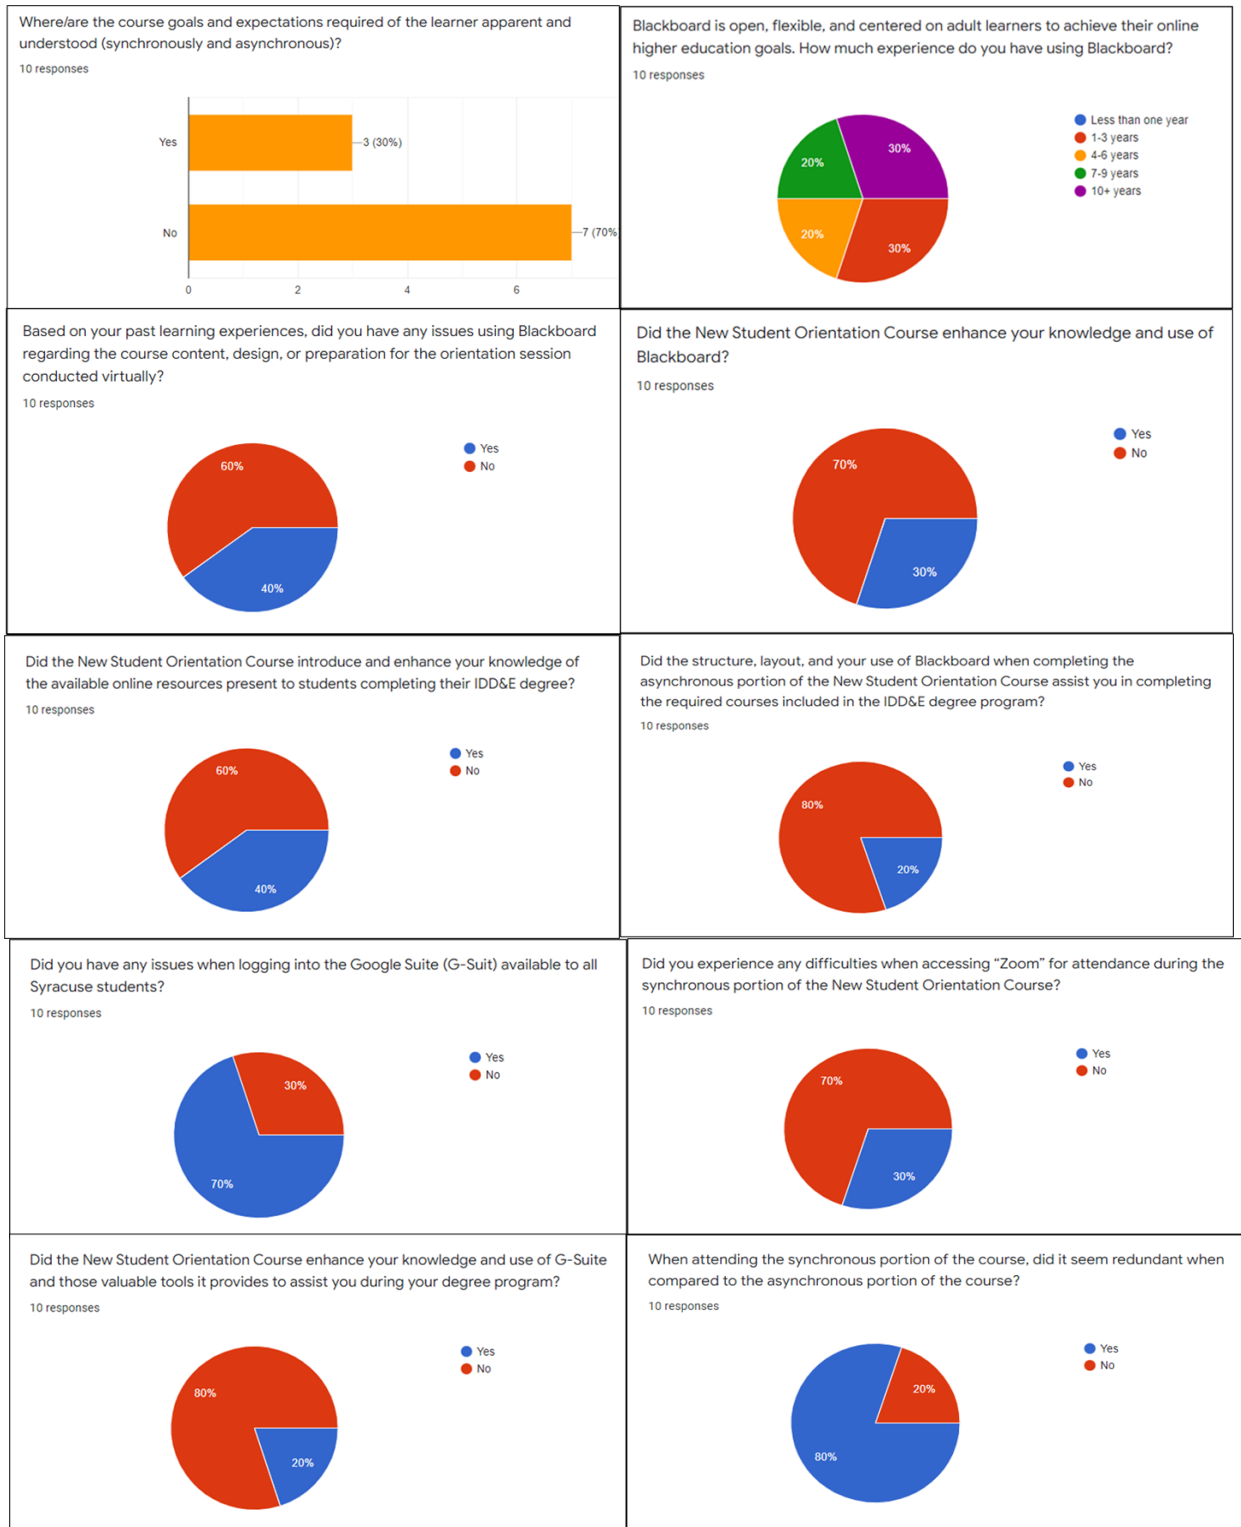 Where/are the course goals and expectations required of the learner apparent and
understood (synchronously and asynchronous)?
10 responses
Yes
3 (30%)
No
7 (70%
0
2
4
6
Blackboard is open, flexible, and centered on adult learners to achieve their online
higher education goals. How much experience do you have using Blackboard?
10 responses
20%
30%
20%
30%
Less than one year
1-3 years
4-6 years
7-9 years
10+ years
Based on your past learning experiences, did you have any issues using Blackboard
regarding the course content, design, or preparation for the orientation session
conducted virtually?
10 responses
60%
40%
Yes
No
Did the New Student Orientation Course enhance your knowledge and use of
Blackboard?
10 responses
70%
30%
Yes
No
Did the New Student Orientation Course introduce and enhance your knowledge of
the available online resources present to students completing their IDD&E degree?
10 responses
60%
40%
Yes
No
Did the structure, layout, and your use of Blackboard when completing the
asynchronous portion of the New Student Orientation Course assist you in completing
the required courses included in the IDD&E degree program?
10 responses
80%
20%
Yes
No
Did you have any issues when logging into the Google Suite (G-Suit) available to all
Syracuse students?
10 responses
30%
70%
Yes
No
Did you experience any difficulties when accessing “Zoom” for attendance during the
synchronous portion of the New Student Orientation Course?
10 responses
70%
30%
Yes
No
Did the New Student Orientation Course enhance your knowledge and use of G-Suite
and those valuable tools it provides to assist you during your degree program?
10 responses
80%
20%
Yes
No
When attending the synchronous portion of the course, did it seem redundant when
compared to the asynchronous portion of the course?
10 responses
20%
80%
Yes
No